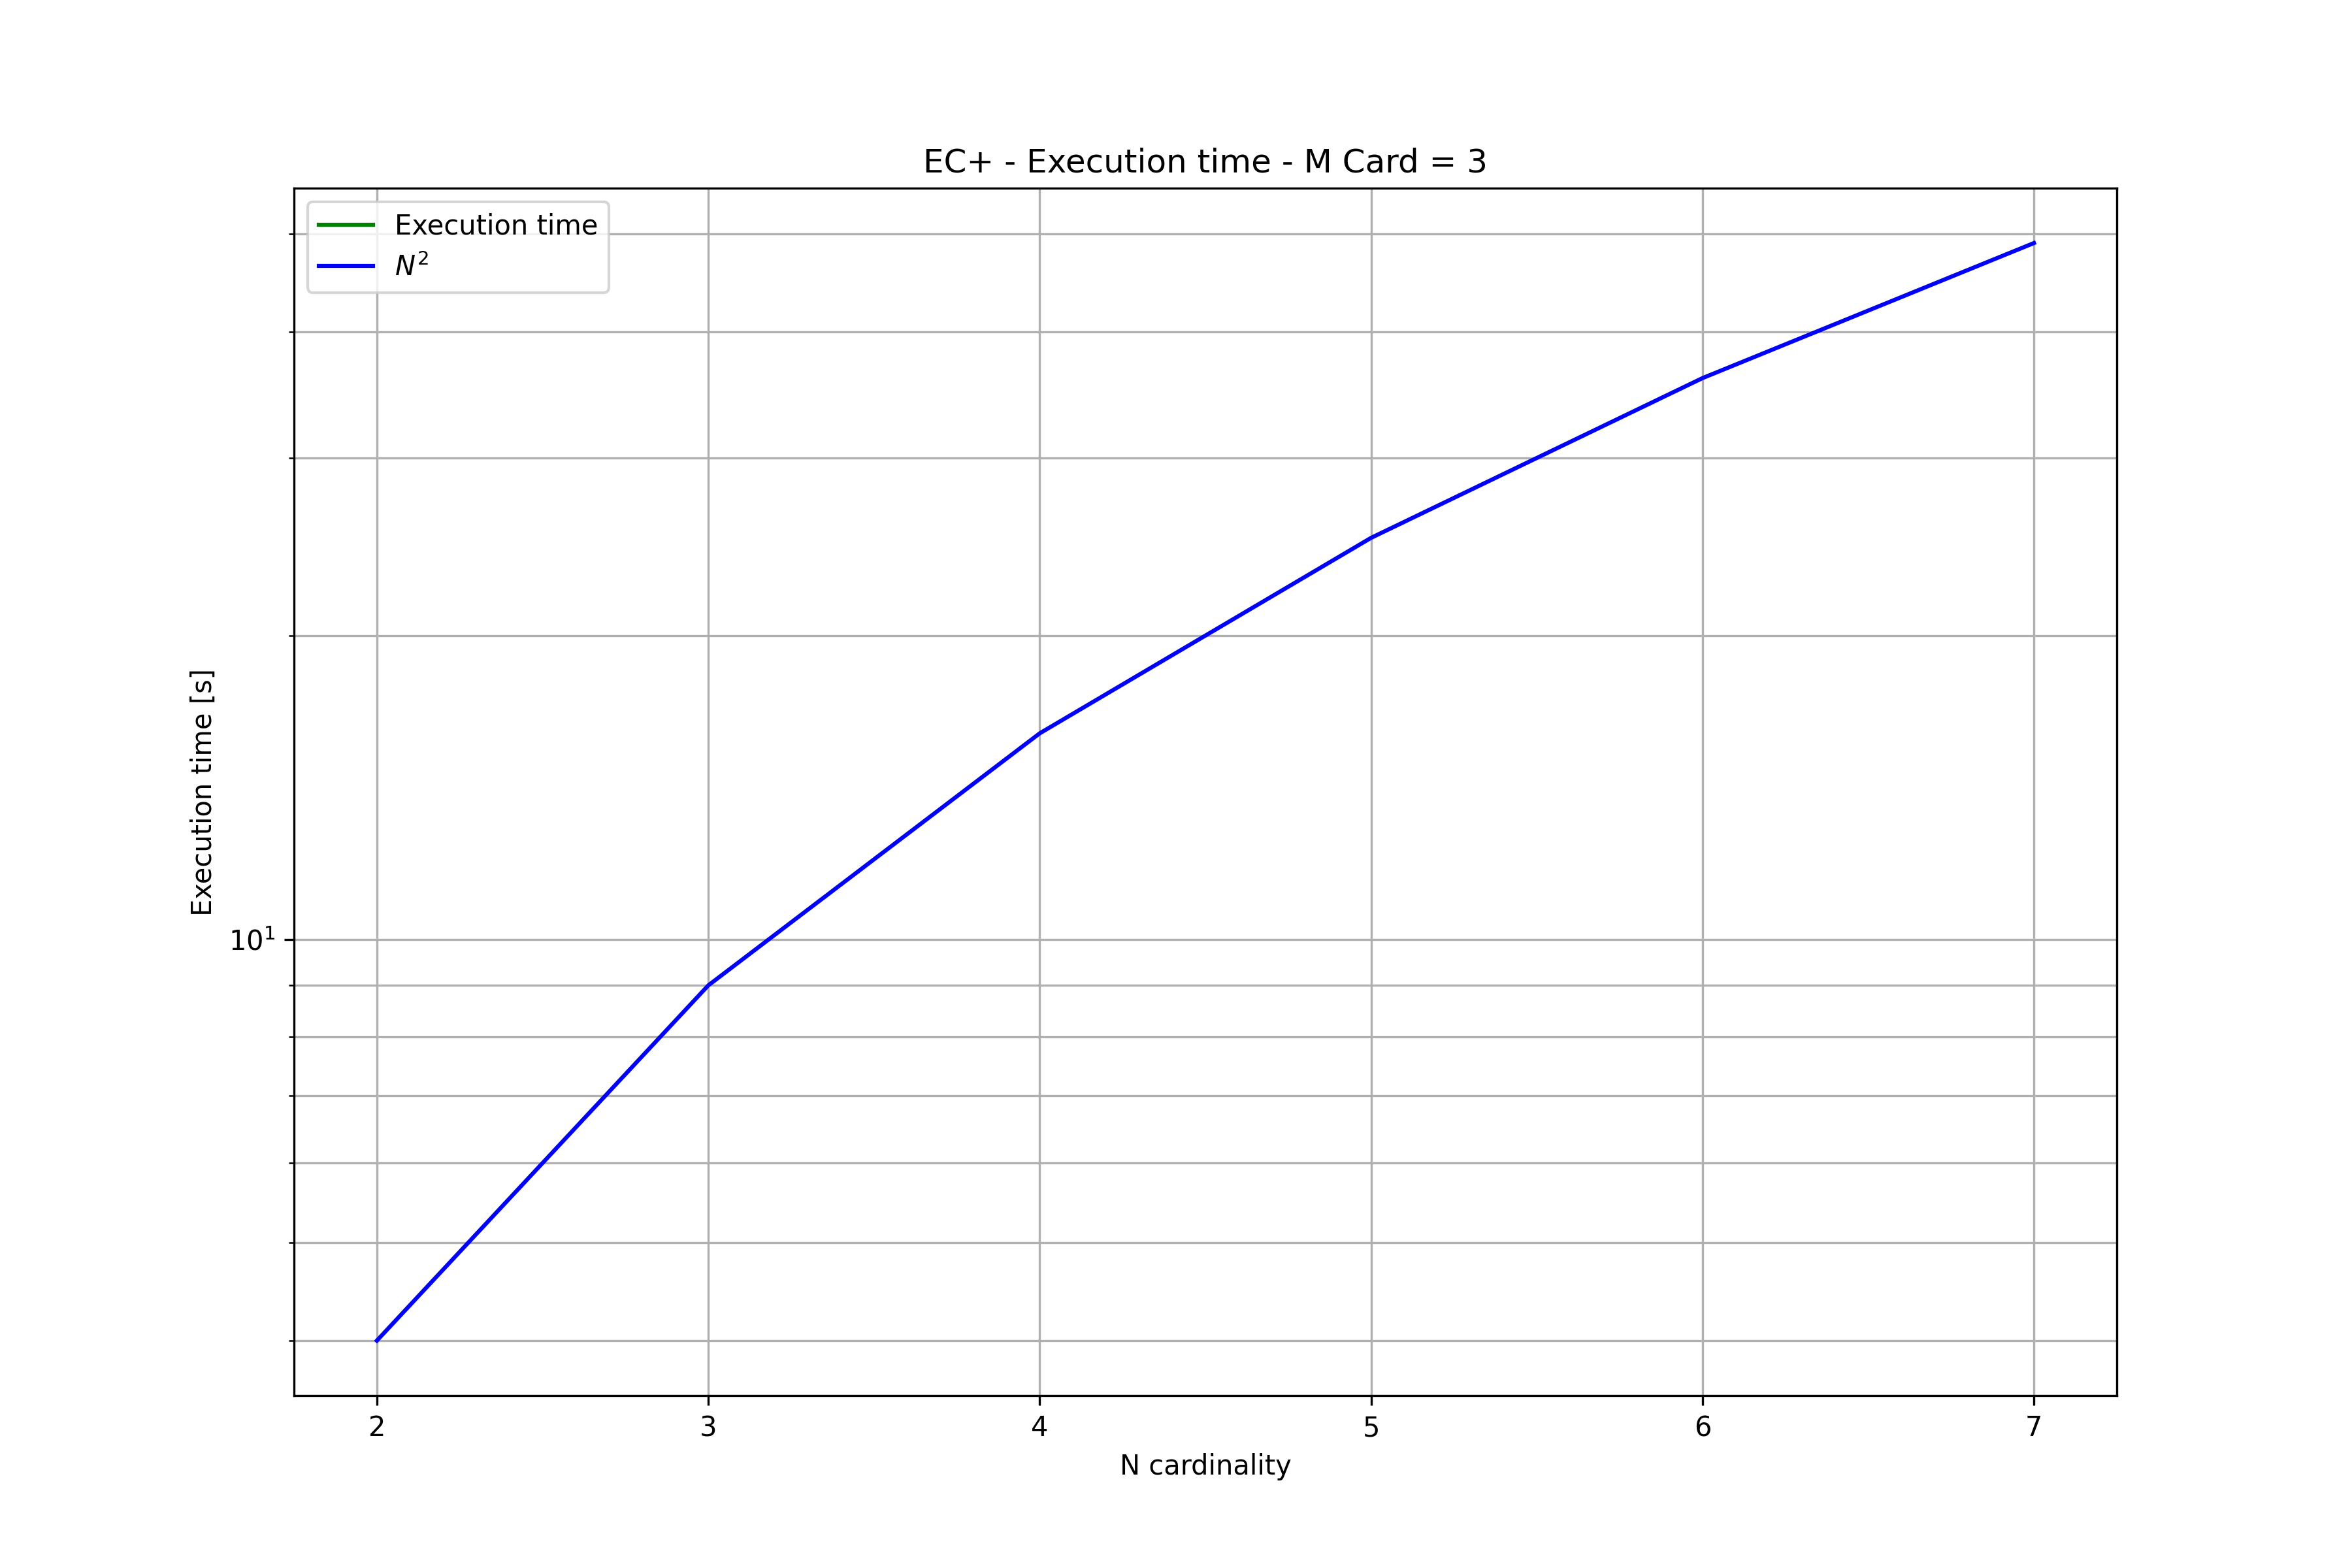 EC+ - Execution time - M Card = 3
Execution time
N²
Execution time [s]
10¹
2 3 4 5 6 7
N cardinality